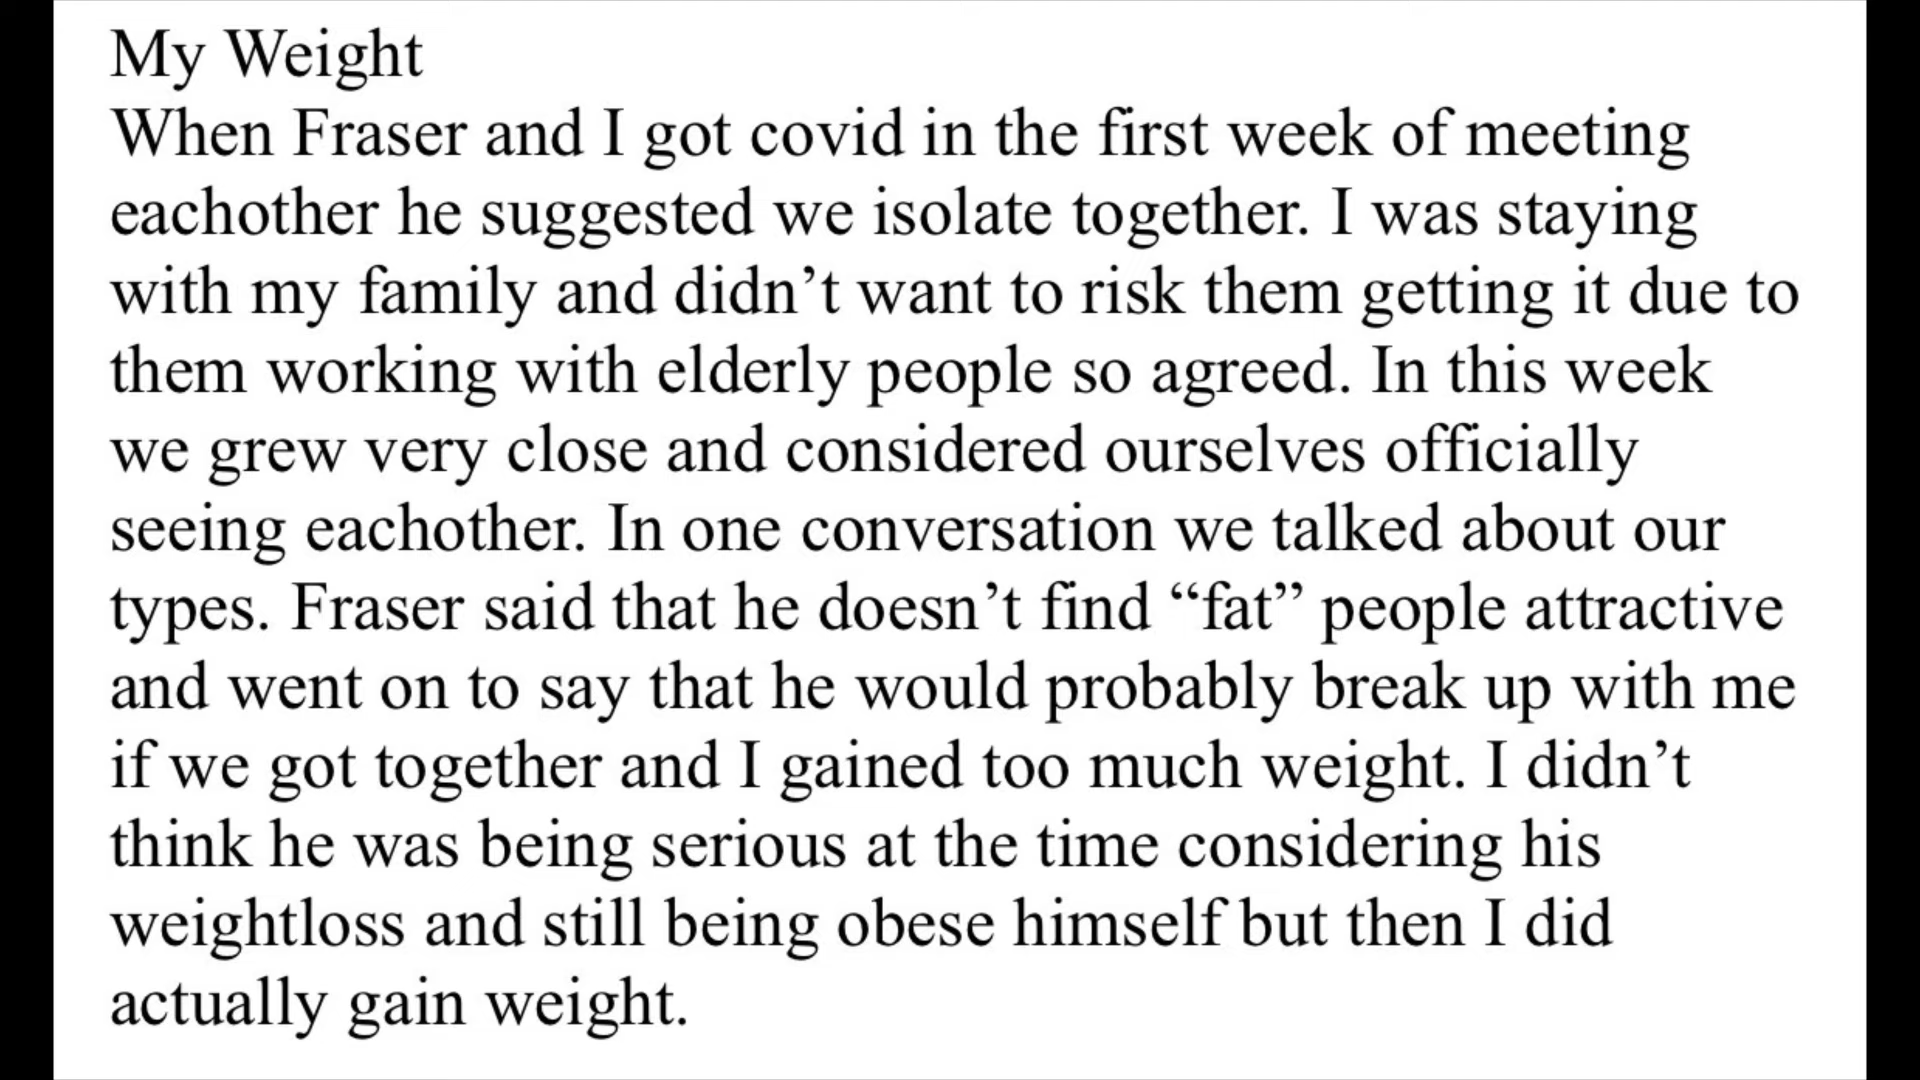 My Weight
When Fraser and I got covid in the first week of meeting
eachother he suggested we isolate together. I was staying
with my family and didn’t want to risk them getting it due to
them working with elderly people so agreed. In this week
we grew very close and considered ourselves officially
seeing eachother. In one conversation we talked about our
types. Fraser said that he doesn’t find “fat” people attractive
and went on to say that he would probably break up with me
if we got together and I gained too much weight. I didn’t
think he was being serious at the time considering his
weightloss and still being obese himself but then I did
actually gain weight.